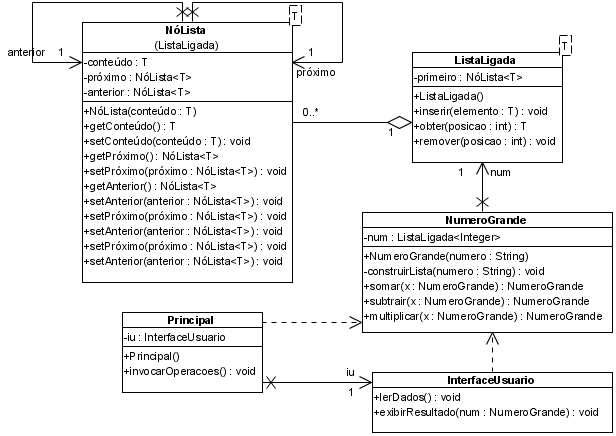 T
NóLista
(ListaLigada)
-conteúdo : T
-próximo : NóLista<T>
-anterior : NóLista<T>
+NóLista(conteúdo : T)
+getConteúdo() : T
+setConteúdo(conteúdo : T) : void
+getPróximo() : NóLista<T>
+setPróximo(próximo : NóLista<T>) : void
+getAnterior() : NóLista<T>
+setAnterior(anterior : NóLista<T>) : void
+setPróximo(próximo : NóLista<T>) : void
+setAnterior(anterior : NóLista<T>) : void
+setPróximo(próximo : NóLista<T>) : void
+setAnterior(anterior : NóLista<T>) : void
anterior
1
1
próximo
0..*
1
T
ListaLigada
-primeiro : NóLista<T>
+ListaLigada()
+inserir(elemento : T) : void
+obter(posicao : int) : T
+remover(posicao : int) : void
1
num
NumeroGrande
-num : ListaLigada<Integer>
+NumeroGrande(numero : String)
-construirLista(numero : String) : void
+somar(x : NumeroGrande) : NumeroGrande
+subtrair(x : NumeroGrande) : NumeroGrande
+multiplicar(x : NumeroGrande) : NumeroGrande
Principal
-iu : InterfaceUsuario
+Principal()
+invocarOperacoes() : void
iu
1
InterfaceUsuario
+lerDados() : void
+exibirResultado(num : NumeroGrande) : void